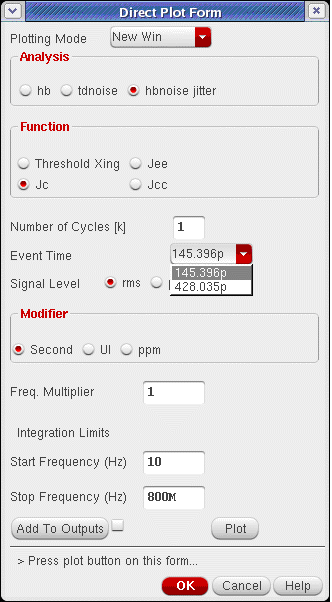 Direct Plot Form
Plotting Mode New Win
Analysis
hb tdnoise hbnoise jitter
Function
Threshold Xing Jee
Jc Jcc
Number of Cycles [k] 1
Event Time 145.396p
145.396p
Signal Level rms
428.035p
Modifier
Second UI ppm
Freq. Multiplier 1
Integration Limits
Start Frequency (Hz) 10
Stop Frequency (Hz) 800M
Add To Outputs Plot
> Press plot button on this form...
OK Cancel Help